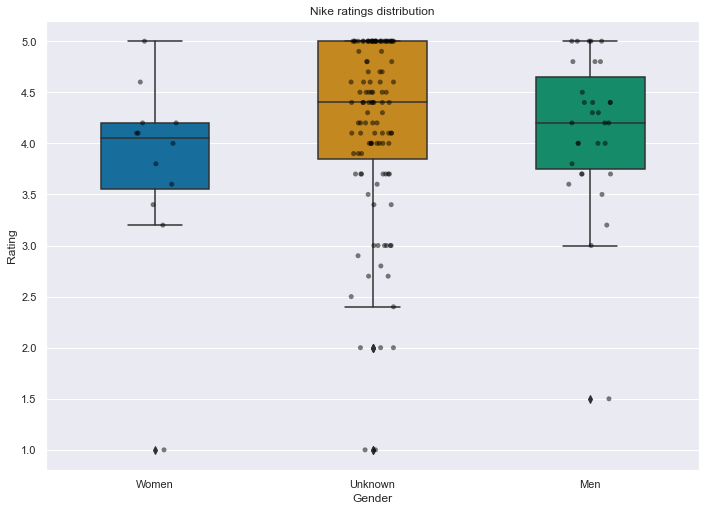 Nike ratings distribution
5.0
4.5
4.0
3.5
3.0
2.5
2.0
1.5
1.0
Rating
Women
Unknown
Men
Gender